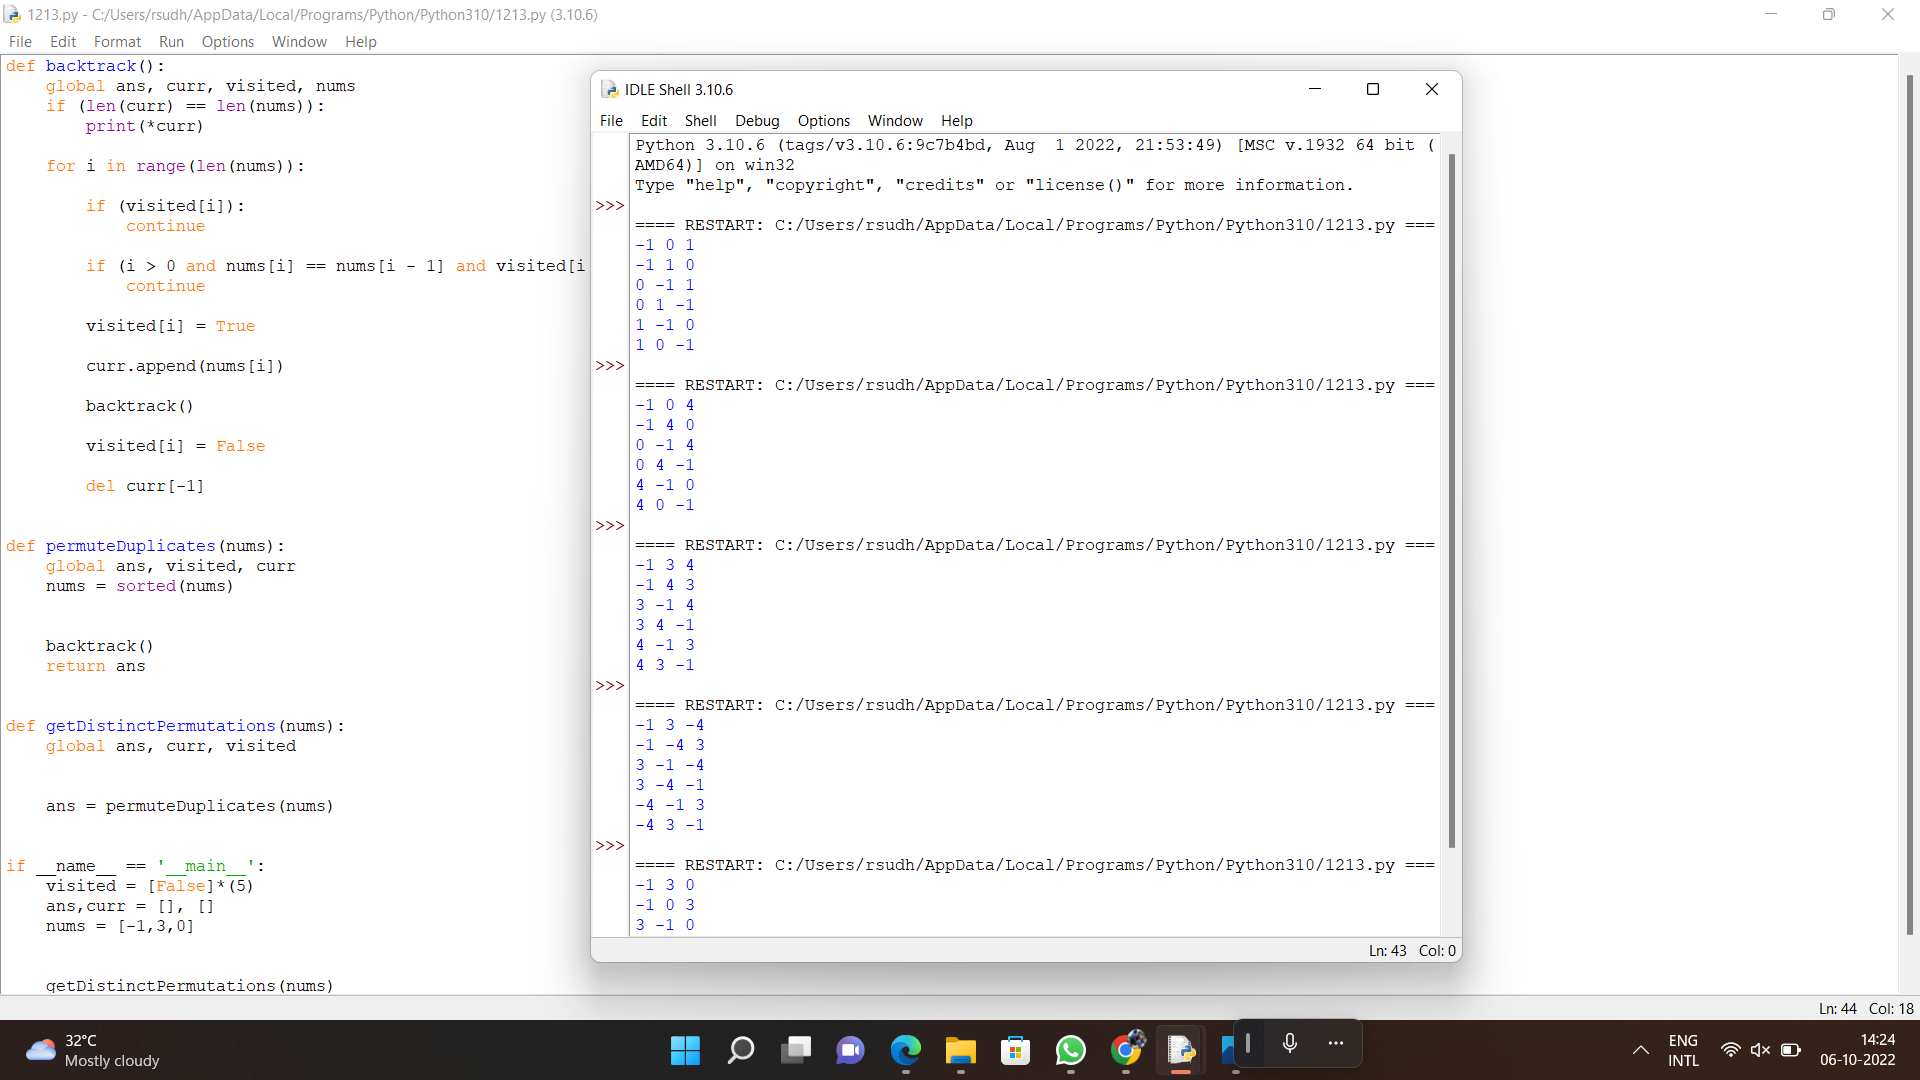 1213.py - C:/Users/rsudh/AppData/Local/Programs/Python/Python310/1213.py (3.10.6)
File Edit Format Run Options Window Help
def backtrack():
    global ans, curr, visited, nums
    if (len(curr) == len(nums)):
        print(*curr)
    for i in range(len(nums)):
        if (visited[i]):
            continue
        if (i > 0 and nums[i] == nums[i - 1] and visited[i
            continue
        visited[i] = True
        curr.append(nums[i])
        backtrack()
        visited[i] = False
        del curr[-1]
def permuteDuplicates(nums):
    global ans, visited, curr
    nums = sorted(nums)
    backtrack()
    return ans
def getDistinctPermutations(nums):
    global ans, curr, visited
    ans = permuteDuplicates(nums)
if __name__ == '__main__':
    visited = [False]*(5)
    ans,curr = [], []
    nums = [-1,3,0]
    getDistinctPermutations(nums)
Ln: 44 Col: 18
IDLE Shell 3.10.6
File Edit Shell Debug Options Window Help
Python 3.10.6 (tags/v3.10.6:9c7b4bd, Aug  1 2022, 21:53:49) [MSC v.1932 64 bit (
AMD64)] on win32
Type "help", "copyright", "credits" or "license()" for more information.
>>>
==== RESTART: C:/Users/rsudh/AppData/Local/Programs/Python/Python310/1213.py ===
-1 0 1
-1 1 0
0 -1 1
0 1 -1
1 -1 0
1 0 -1
>>>
==== RESTART: C:/Users/rsudh/AppData/Local/Programs/Python/Python310/1213.py ===
-1 0 4
-1 4 0
0 -1 4
0 4 -1
4 -1 0
4 0 -1
>>>
==== RESTART: C:/Users/rsudh/AppData/Local/Programs/Python/Python310/1213.py ===
-1 3 4
-1 4 3
3 -1 4
3 4 -1
4 -1 3
4 3 -1
>>>
==== RESTART: C:/Users/rsudh/AppData/Local/Programs/Python/Python310/1213.py ===
-1 3 -4
-1 -4 3
3 -1 -4
3 -4 -1
-4 -1 3
-4 3 -1
>>>
==== RESTART: C:/Users/rsudh/AppData/Local/Programs/Python/Python310/1213.py ===
-1 3 0
-1 0 3
3 -1 0
Ln: 43 Col: 0
32°C
Mostly cloudy
ENG
INTL
14:24
06-10-2022